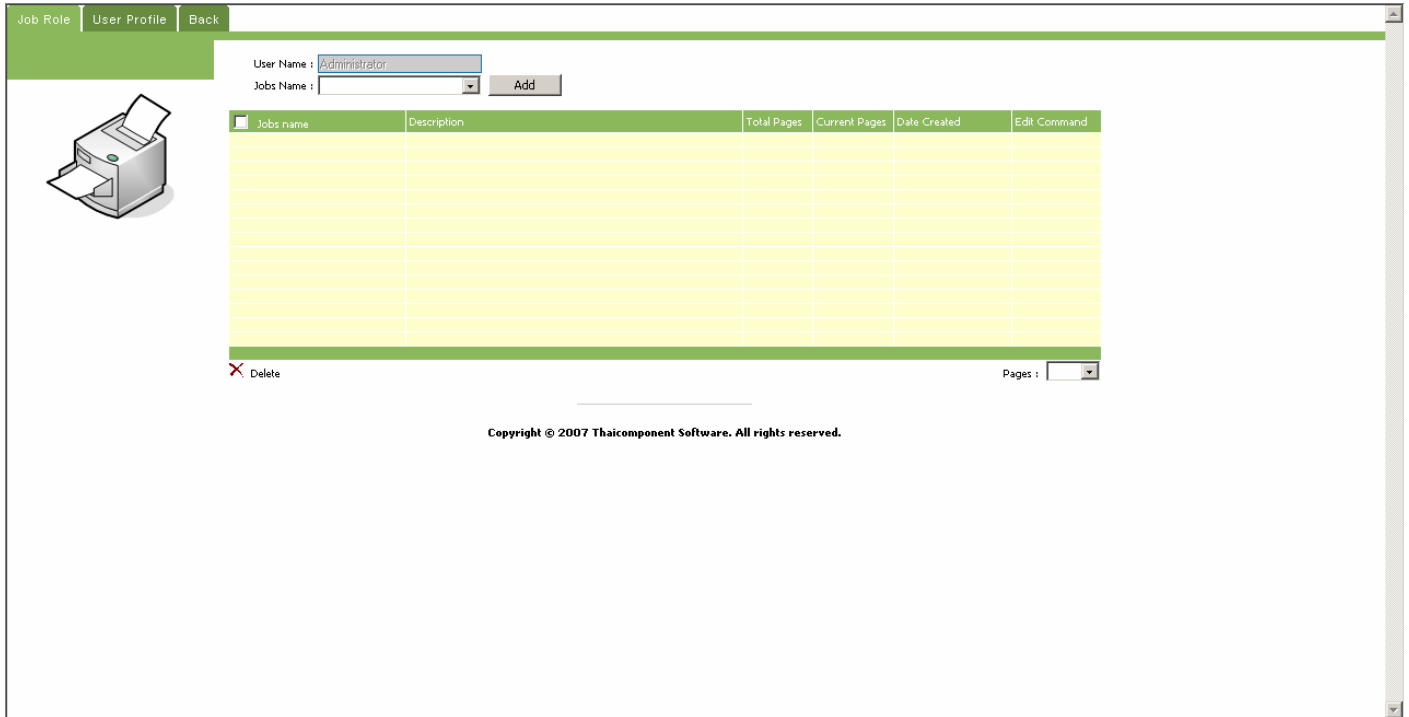 Job Role User Profile Back
User Name : Administrator
Jobs Name : Add
Jobs name Description Total Pages Current Pages Date Created Edit Command
Delete Pages :
Copyright © 2007 Thaicomponent Software. All rights reserved.